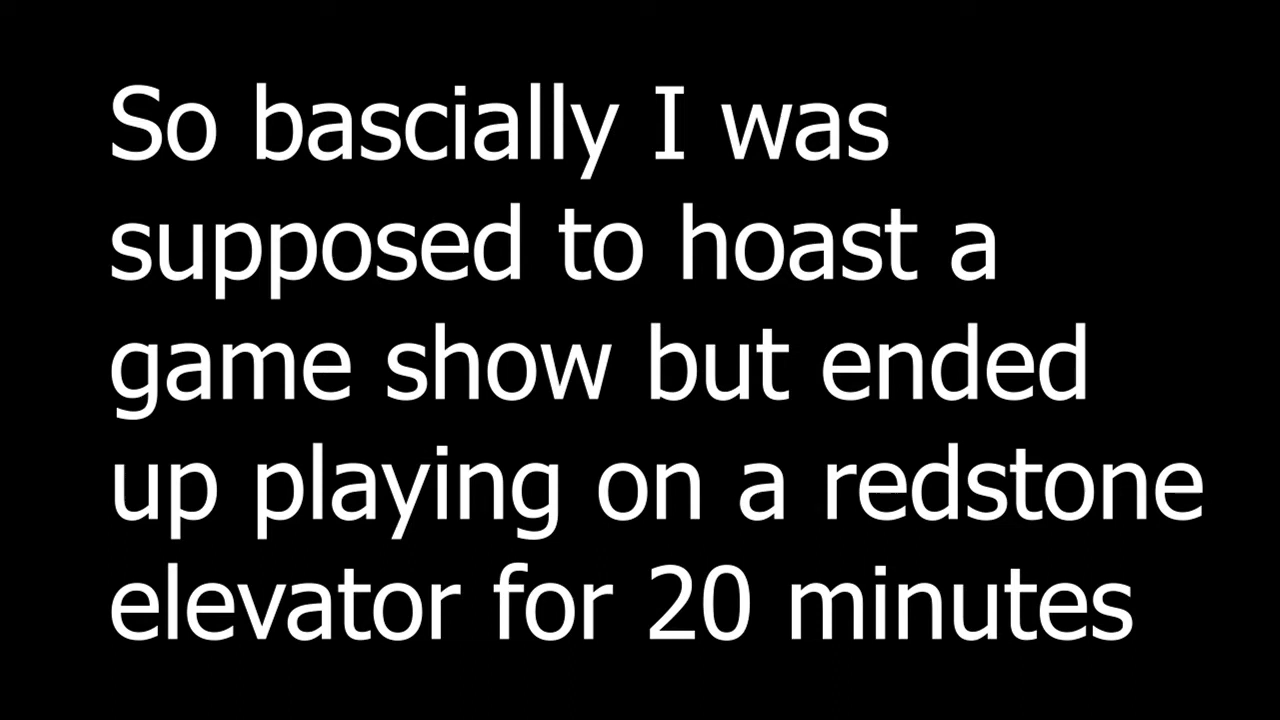 So bascially I was
supposed to hoast a
game show but ended
up playing on a redstone
elevator for 20 minutes